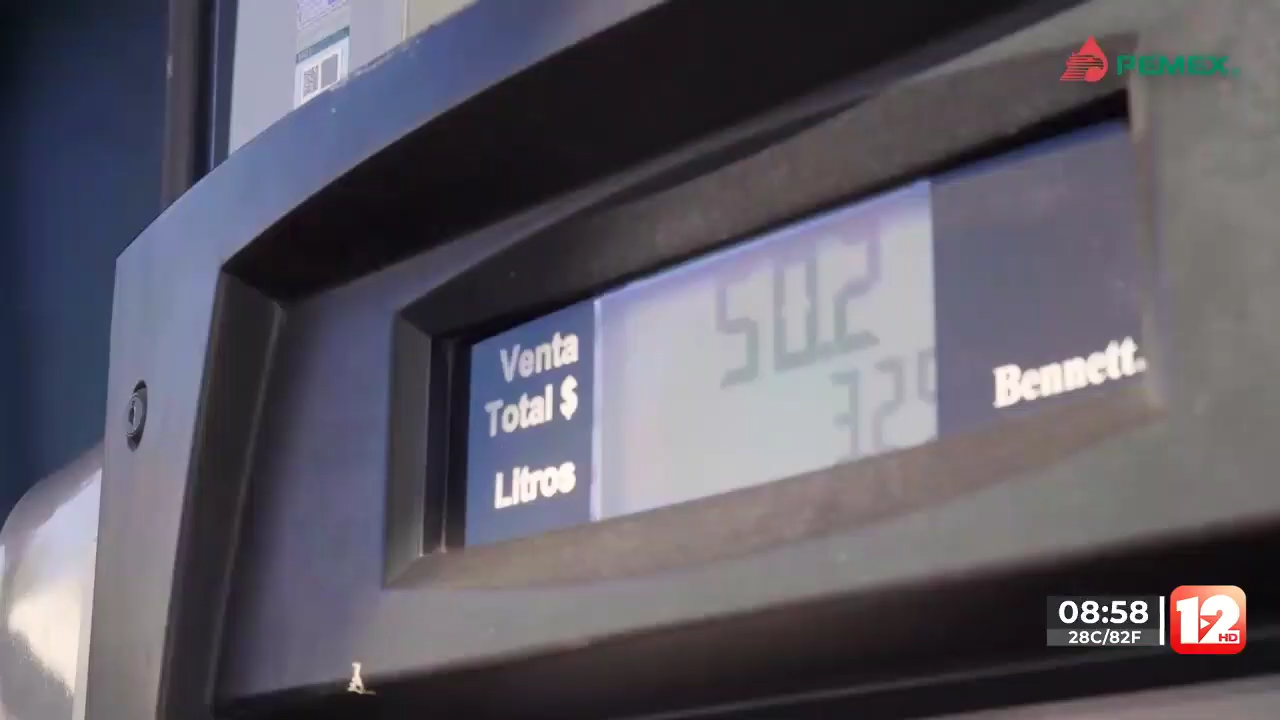 PEMEX
Venta
Total $
Litros
50.2
Bennett.
08:58
28C/82F
12
HD